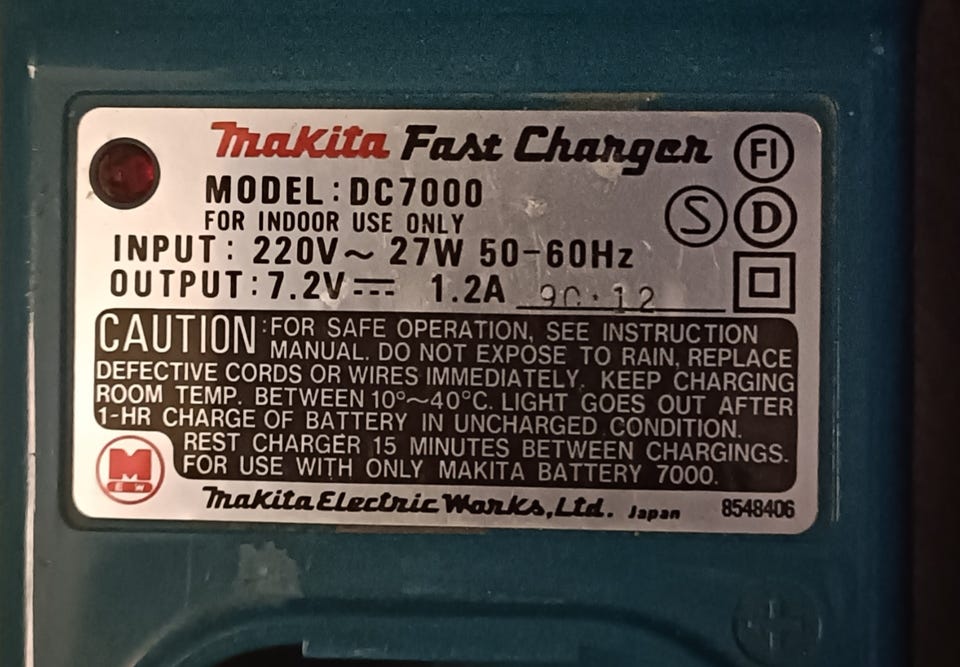 Makita Fast Charger
FI
MODEL: DC7000
S D
FOR INDOOR USE ONLY
INPUT: 220V~ 27W 50-60Hz
OUTPUT: 7.2V⎓ 1.2A 90.12
CAUTION: FOR SAFE OPERATION, SEE INSTRUCTION
MANUAL. DO NOT EXPOSE TO RAIN, REPLACE
DEFECTIVE CORDS OR WIRES IMMEDIATELY. KEEP CHARGING
ROOM TEMP. BETWEEN 10°~40°C. LIGHT GOES OUT AFTER
1-HR CHARGE OF BATTERY IN UNCHARGED CONDITION.
REST CHARGER 15 MINUTES BETWEEN CHARGINGS.
FOR USE WITH ONLY MAKITA BATTERY 7000.
M
E W
Makita Electric Works, Ltd. Japan 8548406